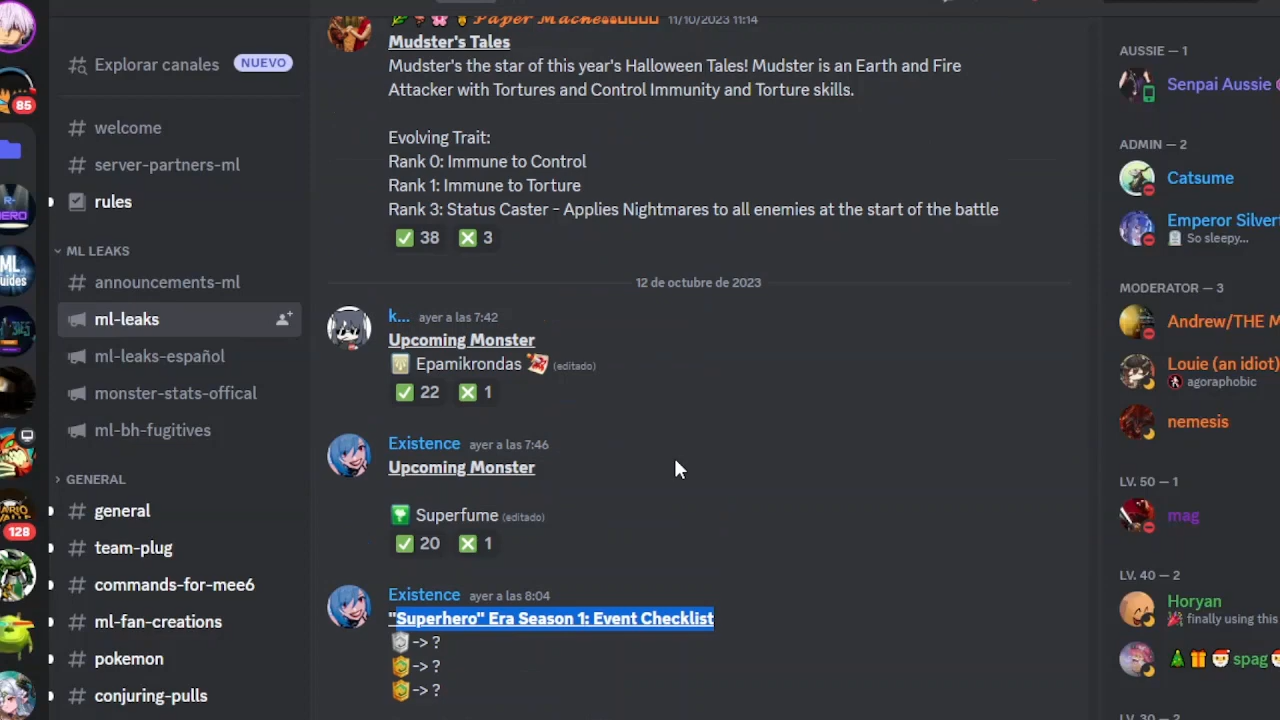 85
R-
DERO
ML
Guides
128
Explorar canales NUEVO
welcome
server-partners-ml
rules
ML LEAKS
announcements-ml
ml-leaks
ml-leaks-español
monster-stats-offical
ml-bh-fugitives
GENERAL
general
team-plug
commands-for-mee6
ml-fan-creations
pokemon
conjuring-pulls
Paper Mache 11/10/2023 11:14
Mudster's Tales
Mudster's the star of this year's Halloween Tales! Mudster is an Earth and Fire
Attacker with Tortures and Control Immunity and Torture skills.
Evolving Trait:
Rank 0: Immune to Control
Rank 1: Immune to Torture
Rank 3: Status Caster - Applies Nightmares to all enemies at the start of the battle
38 3
12 de octubre de 2023
k... ayer a las 7:42
Upcoming Monster
Epamikrondas (editado)
22 1
Existence ayer a las 7:46
Upcoming Monster
Superfume (editado)
20 1
Existence ayer a las 8:04
"Superhero" Era Season 1: Event Checklist
-> ?
-> ?
-> ?
AUSSIE — 1
Senpai Aussie
ADMIN — 2
Catsume
Emperor Silver
So sleepy...
MODERATOR — 3
Andrew/THE M
Louie (an idiot)
agoraphobic
nemesis
LV. 50 — 1
mag
LV. 40 — 2
Horyan
finally using this
spag
LV. 30 — 2